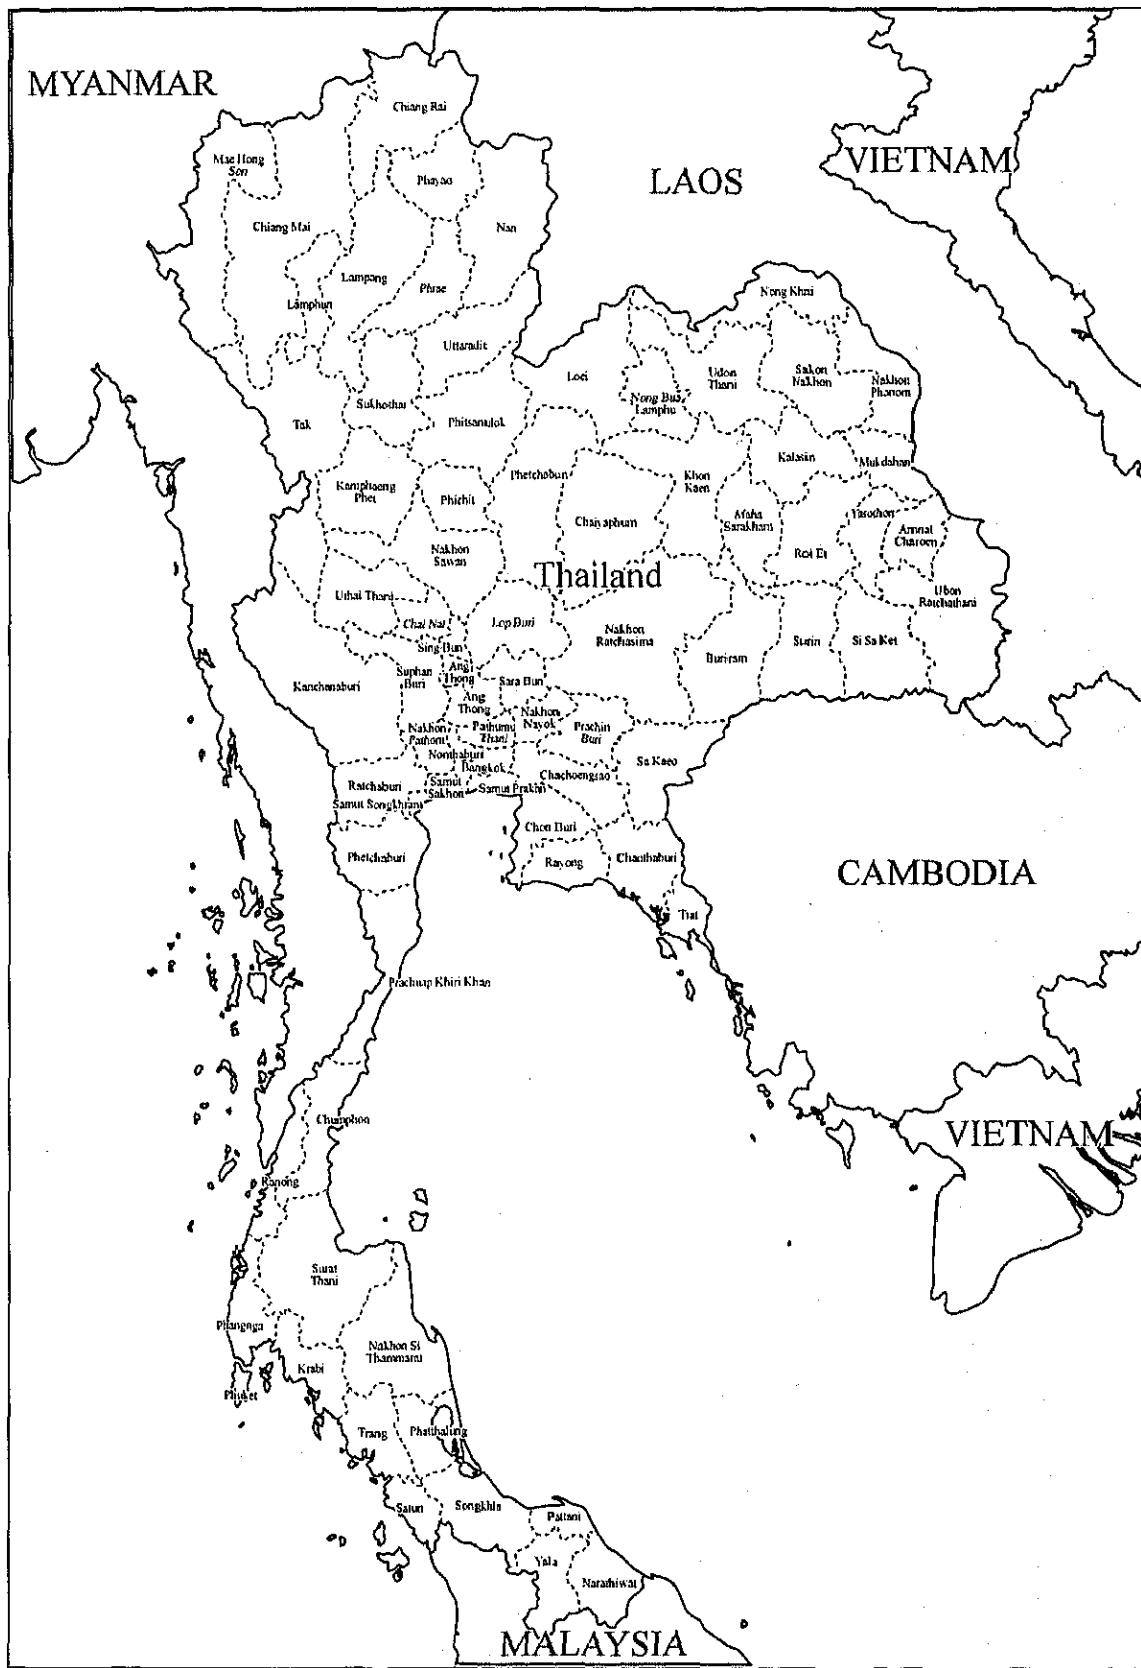 MYANMAR
Chiang Rai
Mae Hong
Son
Phayao
VIETNAM
LAOS
Chiang Mai
Nan
Lampang
Phrae
Lamphun
Nong Khai
Uttaradit
Loei
Udon
Thani
Sakon
Nakhon
Nakhon
Phanom
Nong Bua
Lamphu
Sukhothai
Tak
Phitsanulok
Kalasin
Mukdahan
Phetchabun
Khon
Kaen
Kamphaeng
Phet
Phichit
Chaiyaphum
Maha
Sarakham
Yasothon
Amnat
Charoen
Nakhon
Sawan
Roi Et
Thailand
Uthai Thani
Ubon
Ratchathani
Chai Nat
Lop Buri
Nakhon
Ratchasima
Surin
Si Sa Ket
Sing Buri
Buriram
Ang
Thong
Suphan
Buri
Kanchanaburi
Sara Buri
Ang
Thong
Nakhon
Nayok
Nakhon
Pathom
Pathumu
Thani
Prachin
Buri
Nonthaburi
Bangkok
Sa Kaeo
Chachoengsao
Ratchaburi
Samut
Sakhon
Samut Prakan
Samut Songkhram
Chon Buri
Phetchaburi
Rayong
Chanthaburi
CAMBODIA
Trat
Prachuap Khiri Khan
Chumphon
VIETNAM
Ranong
Surat
Thani
Phangnga
Nakhon Si
Thammarat
Krabi
Phuket
Trang
Phatthalung
Satun
Songkhla
Pattani
Yala
Narathiwat
MALAYSIA